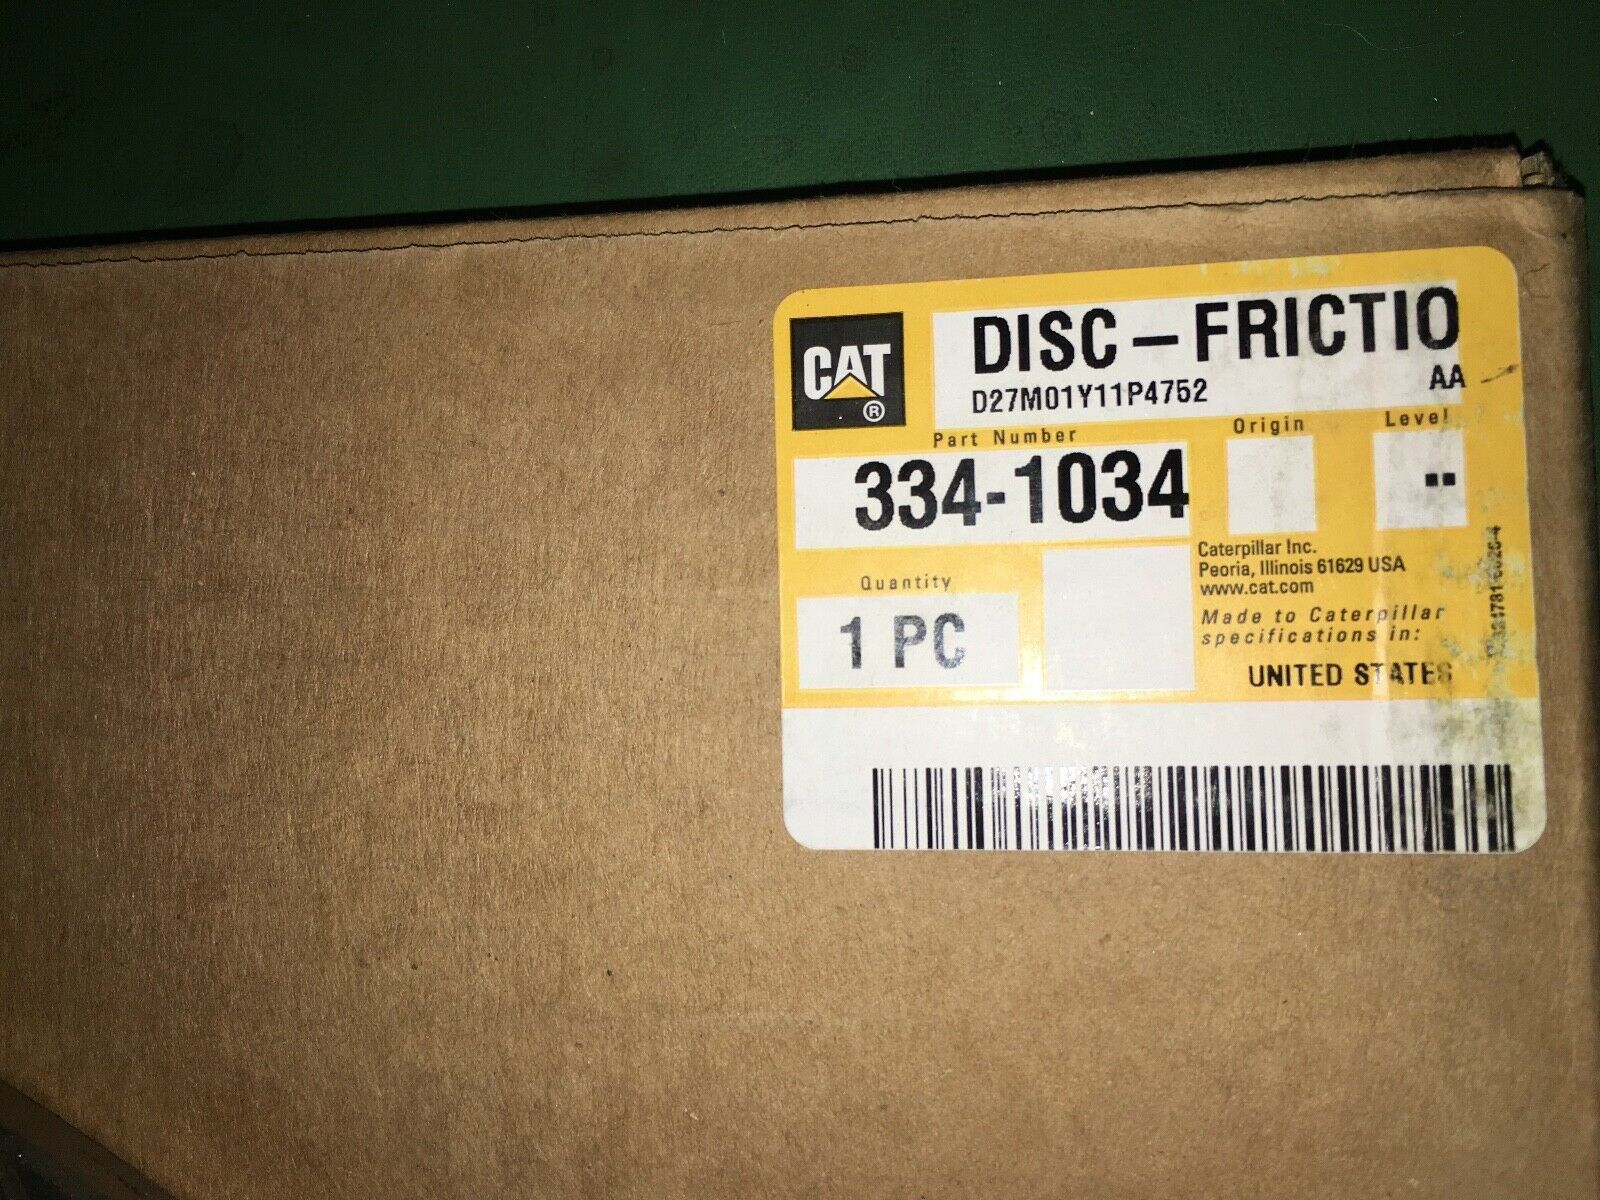 DISC – FRICTIO
CAT
®
D27M01Y11P4752 AA
Part Number Origin Level
334-1034 "
Caterpillar Inc.
Peoria, Illinois 61629 USA
www.cat.com
Quantity
1 PC
Made to Caterpillar
specifications in:
UNITED STATES